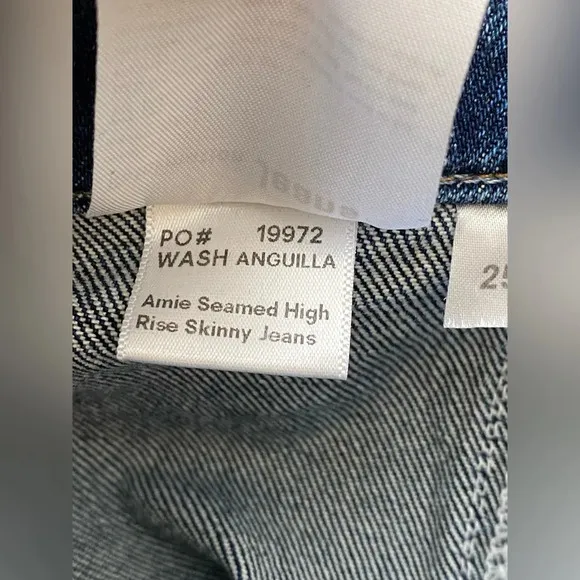 PO# 19972
WASH ANGUILLA
Amie Seamed High
Rise Skinny Jeans
25